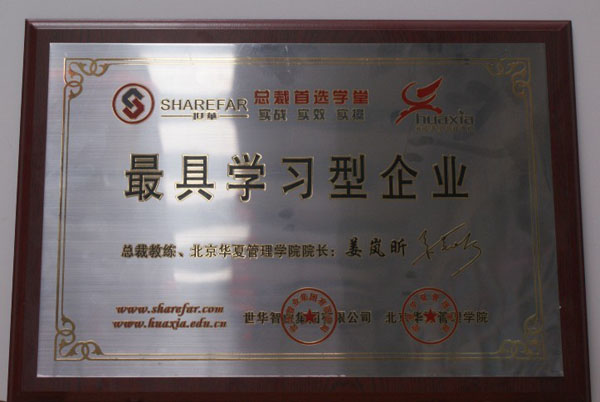 SHAREFAR
世华
总裁首选学堂
实战 实效 实操
huaxia
最具学习型企业
总裁教练、北京华夏管理学院院长：姜岚昕
www.sharefar.com
www.huaxia.edu.cn
世华智业集团有限公司 北京华夏管理学院